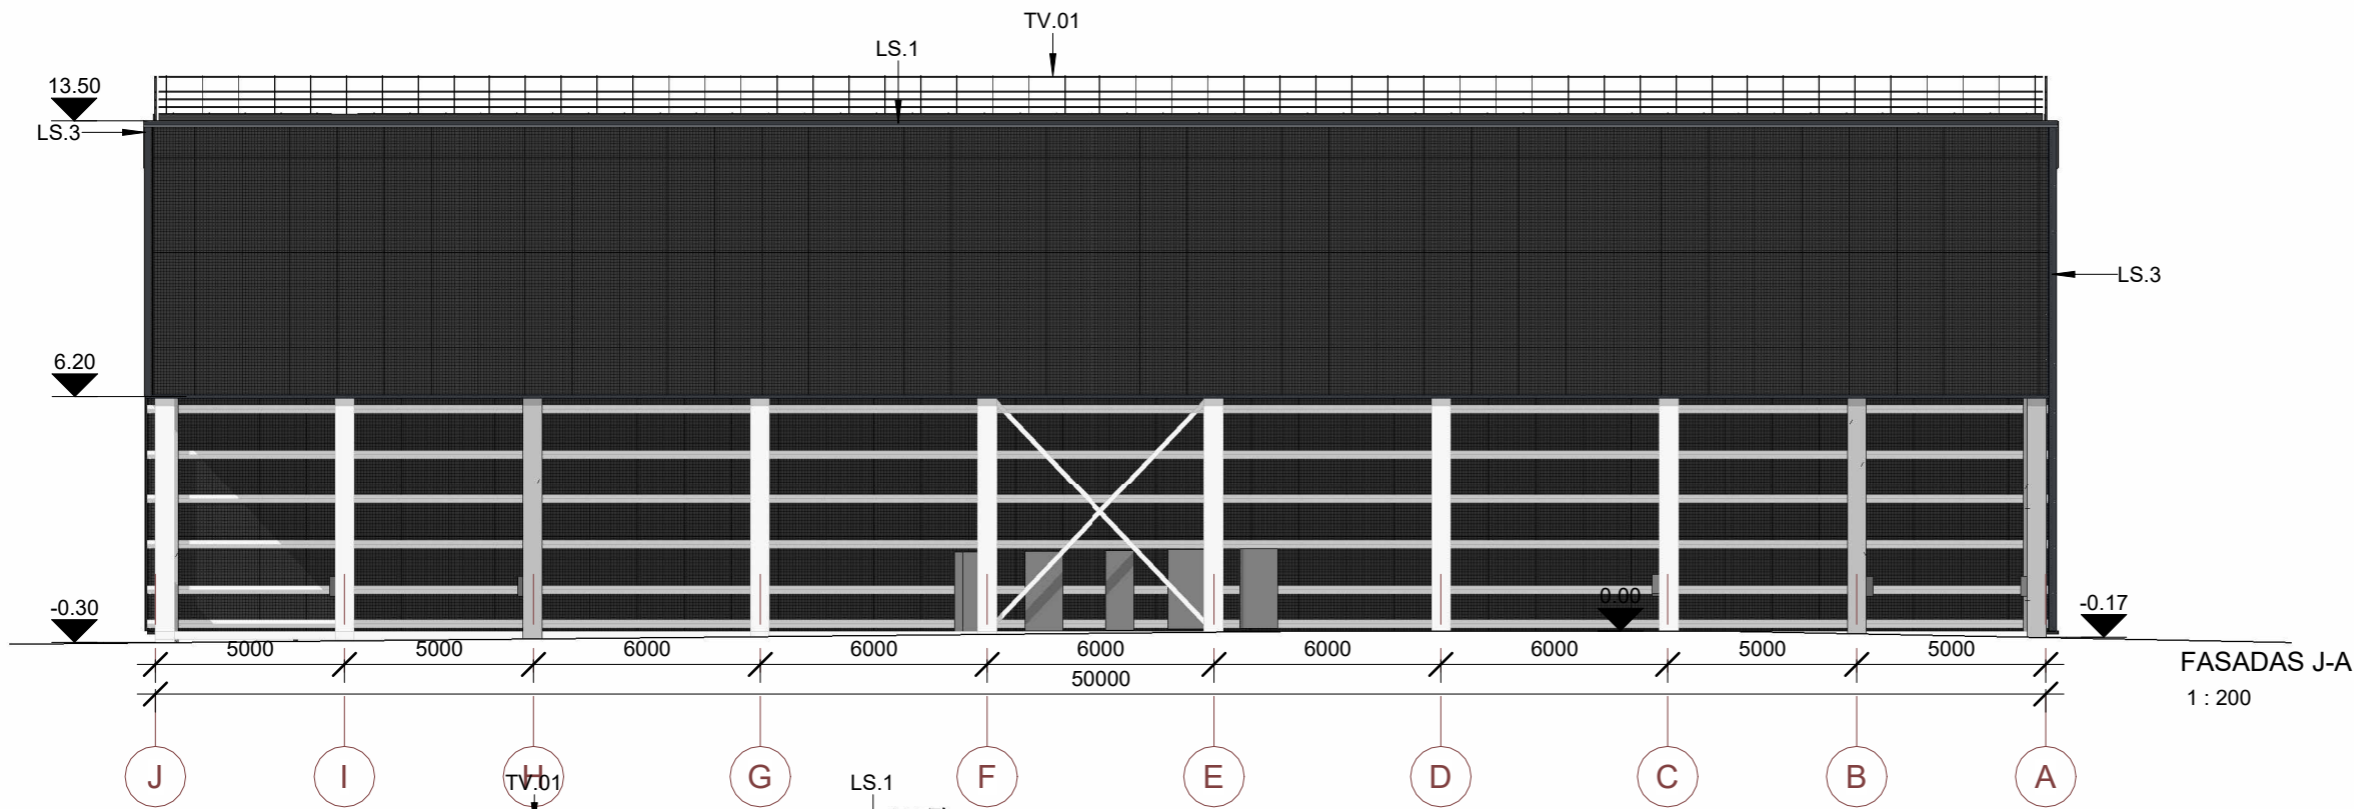 TV.01
LS.1
13.50
LS.3
LS.3
6.20
-0.30
0.00
-0.17
5000 5000 6000 6000 6000 6000 6000 5000 5000
50000
FASADAS J-A
1 : 200
J I H G F E D C B A
TV.01
LS.1